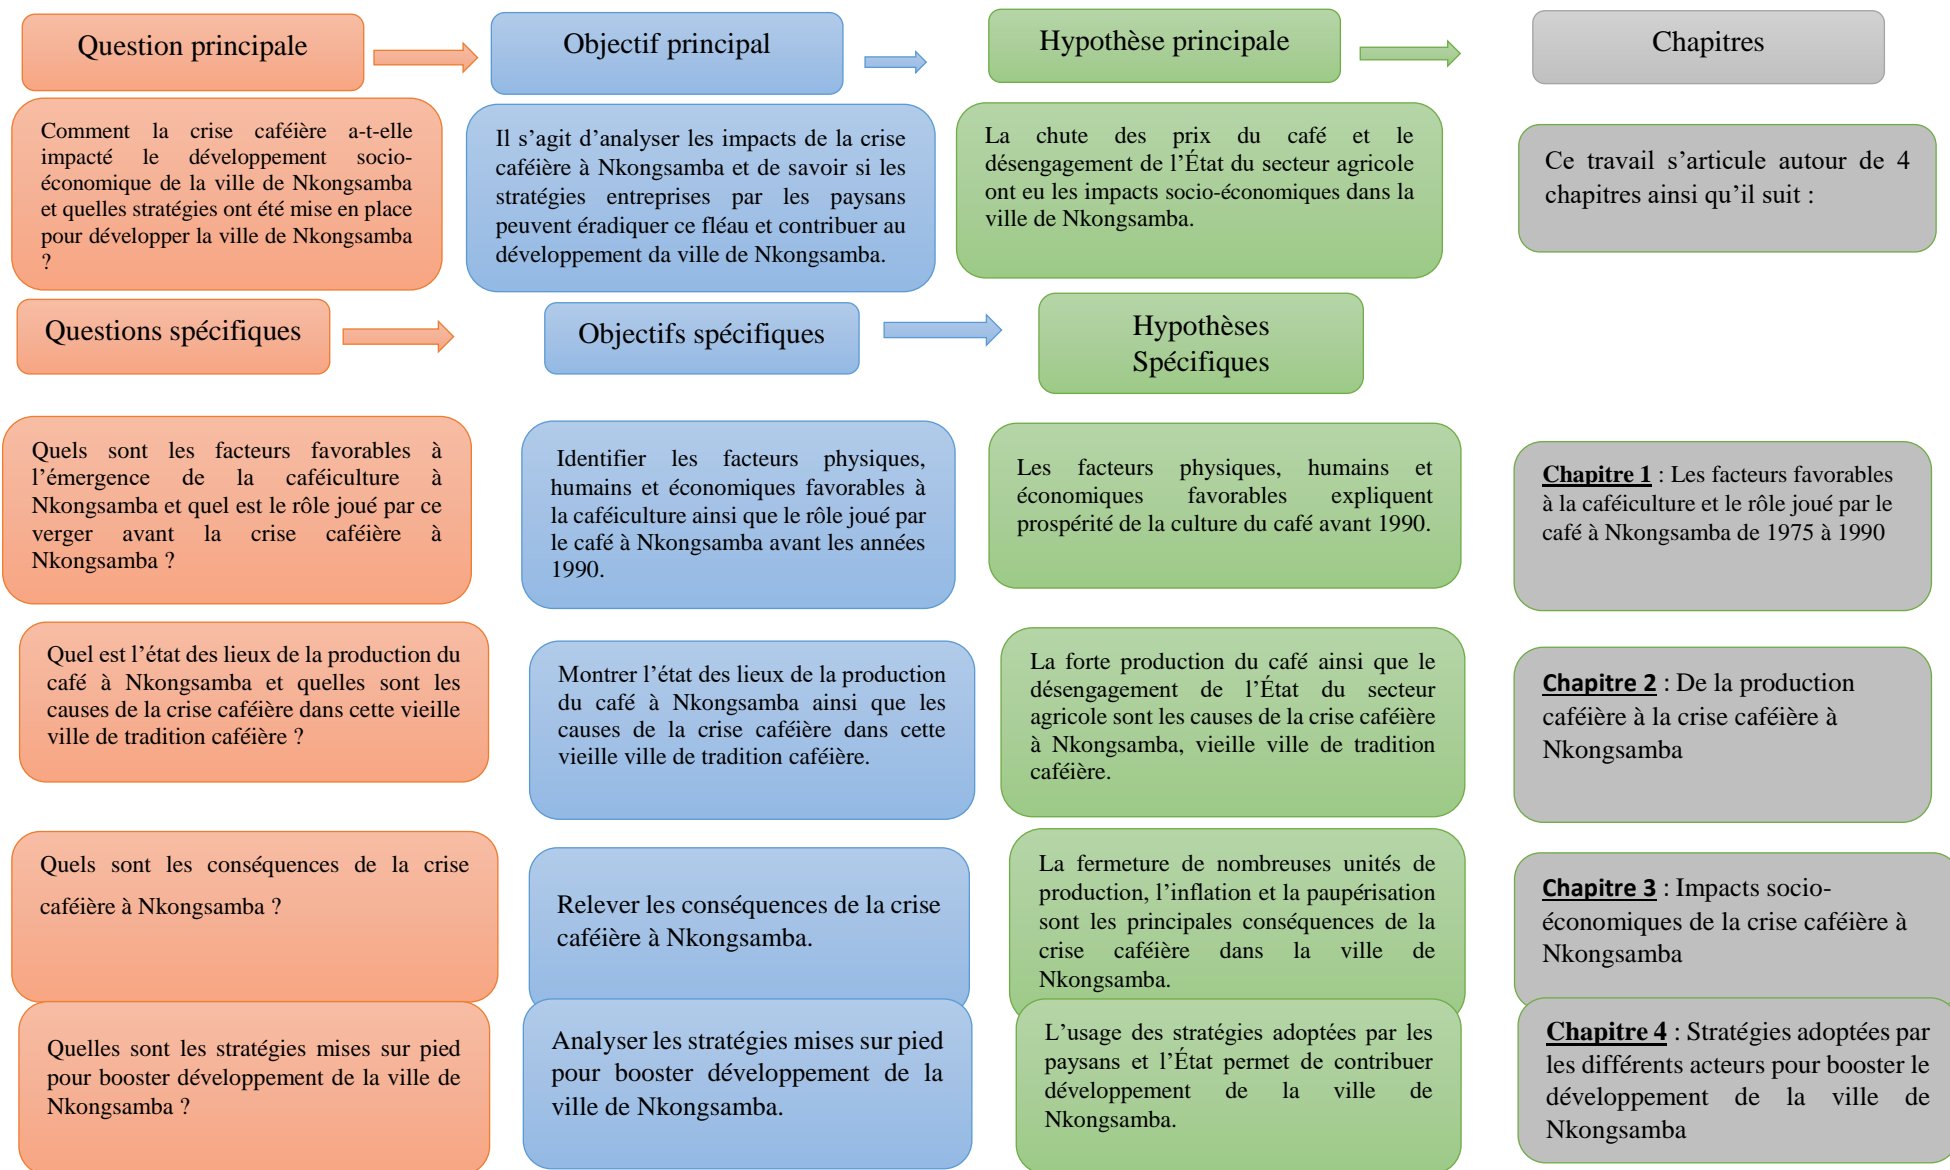 Question principale
Objectif principal
Hypothèse principale
Chapitres
Comment la crise caféière a-t-elle
impacté le développement socio-
économique de la ville de Nkongsamba
et quelles stratégies ont été mise en place
pour développer la ville de Nkongsamba
?
Il s’agit d’analyser les impacts de la crise
caféière à Nkongsamba et de savoir si les
stratégies entreprises par les paysans
peuvent éradiquer ce fléau et contribuer au
développement da ville de Nkongsamba.
La chute des prix du café et le
désengagement de l’État du secteur agricole
ont eu les impacts socio-économiques dans la
ville de Nkongsamba.
Ce travail s’articule autour de 4
chapitres ainsi qu’il suit :
Questions spécifiques
Objectifs spécifiques
Hypothèses
Spécifiques
Quels sont les facteurs favorables à
l’émergence de la caféiculture à
Nkongsamba et quel est le rôle joué par ce
verger avant la crise caféière à
Nkongsamba ?
Identifier les facteurs physiques,
humains et économiques favorables à
la caféiculture ainsi que le rôle joué par
le café à Nkongsamba avant les années
1990.
Les facteurs physiques, humains et
économiques favorables expliquent
prospérité de la culture du café avant 1990.
Chapitre 1 : Les facteurs favorables
à la caféiculture et le rôle joué par le
café à Nkongsamba de 1975 à 1990
Quel est l’état des lieux de la production du
café à Nkongsamba et quelles sont les
causes de la crise caféière dans cette vieille
ville de tradition caféière ?
Montrer l’état des lieux de la production
du café à Nkongsamba ainsi que les
causes de la crise caféière dans cette
vieille ville de tradition caféière.
La forte production du café ainsi que le
désengagement de l’État du secteur
agricole sont les causes de la crise caféière
à Nkongsamba, vieille ville de tradition
caféière.
Chapitre 2 : De la production
caféière à la crise caféière à
Nkongsamba
Quels sont les conséquences de la crise
caféière à Nkongsamba ?
Relever les conséquences de la crise
caféière à Nkongsamba.
La fermeture de nombreuses unités de
production, l’inflation et la paupérisation
sont les principales conséquences de la
crise caféière dans la ville de
Nkongsamba.
Chapitre 3 : Impacts socio-
économiques de la crise caféière à
Nkongsamba
Quelles sont les stratégies mises sur pied
pour booster développement de la ville de
Nkongsamba ?
Analyser les stratégies mises sur pied
pour booster développement de la
ville de Nkongsamba.
L’usage des stratégies adoptées par les
paysans et l’État permet de contribuer
développement de la ville de
Nkongsamba.
Chapitre 4 : Stratégies adoptées par
les différents acteurs pour booster le
développement de la ville de
Nkongsamba